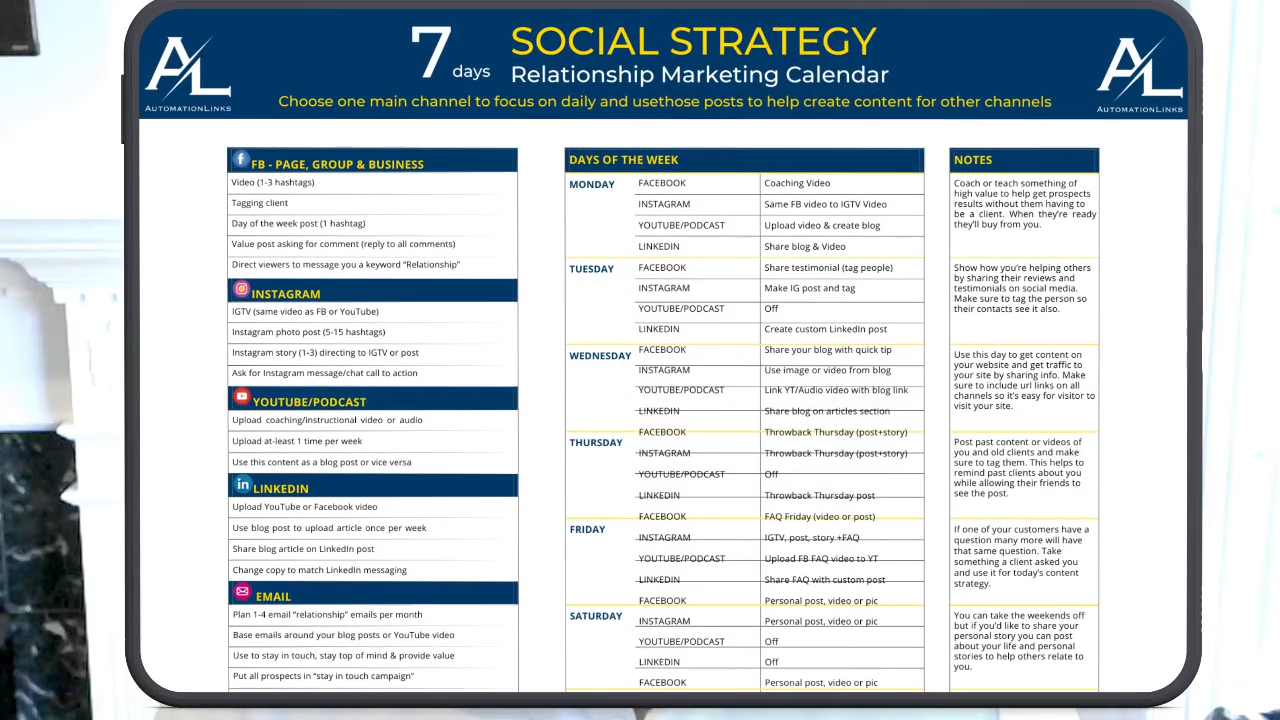 AL
AUTOMATIONLINKS
7 days
SOCIAL STRATEGY
Relationship Marketing Calendar
Choose one main channel to focus on daily and usethose posts to help create content for other channels
AL
AUTOMATIONLINKS
FB - PAGE, GROUP & BUSINESS
Video (1-3 hashtags)
Tagging client
Day of the week post (1 hashtag)
Value post asking for comment (reply to all comments)
Direct viewers to message you a keyword “Relationship”
INSTAGRAM
IGTV (same video as FB or YouTube)
Instagram photo post (5-15 hashtags)
Instagram story (1-3) directing to IGTV or post
Ask for Instagram message/chat call to action
YOUTUBE/PODCAST
Upload coaching/instructional video or audio
Upload at-least 1 time per week
Use this content as a blog post or vice versa
LINKEDIN
Upload YouTube or Facebook video
Use blog post to upload article once per week
Share blog article on LinkedIn post
Change copy to match LinkedIn messaging
EMAIL
Plan 1-4 email “relationship” emails per month
Base emails around your blog posts or YouTube video
Use to stay in touch, stay top of mind & provide value
Put all prospects in “stay in touch campaign”
DAYS OF THE WEEK
MONDAY FACEBOOK Coaching Video
INSTAGRAM Same FB video to IGTV Video
YOUTUBE/PODCAST Upload video & create blog
LINKEDIN Share blog & Video
TUESDAY FACEBOOK Share testimonial (tag people)
INSTAGRAM Make IG post and tag
YOUTUBE/PODCAST Off
LINKEDIN Create custom LinkedIn post
WEDNESDAY FACEBOOK Share your blog with quick tip
INSTAGRAM Use image or video from blog
YOUTUBE/PODCAST Link YT/Audio video with blog link
LINKEDIN Share blog on articles section
FACEBOOK Throwback Thursday (post+story)
THURSDAY INSTAGRAM Throwback Thursday (post+story)
YOUTUBE/PODCAST Off
LINKEDIN Throwback Thursday post
FACEBOOK FAQ Friday (video or post)
FRIDAY INSTAGRAM IGTV, post, story +FAQ
YOUTUBE/PODCAST Upload FB FAQ video to YT
LINKEDIN Share FAQ with custom post
FACEBOOK Personal post, video or pic
SATURDAY INSTAGRAM Personal post, video or pic
YOUTUBE/PODCAST Off
LINKEDIN Off
FACEBOOK Personal post, video or pic
NOTES
Coach or teach something of
high value to help get prospects
results without them having to
be a client. When they’re ready
they’ll buy from you.
Show how you’re helping others
by sharing their reviews and
testimonials on social media.
Make sure to tag the person so
their contacts see it also.
Use this day to get content on
your website and get traffic to
your site by sharing info. Make
sure to include url links on all
channels so it’s easy for visitor to
visit your site.
Post past content or videos of
you and old clients and make
sure to tag them. This helps to
remind past clients about you
while allowing their friends to
see the post.
If one of your customers have a
question many more will have
that same question. Take
something a client asked you
and use it for today’s content
strategy.
You can take the weekends off
but if you’d like to share your
personal story you can post
about your life and personal
stories to help others relate to
you.